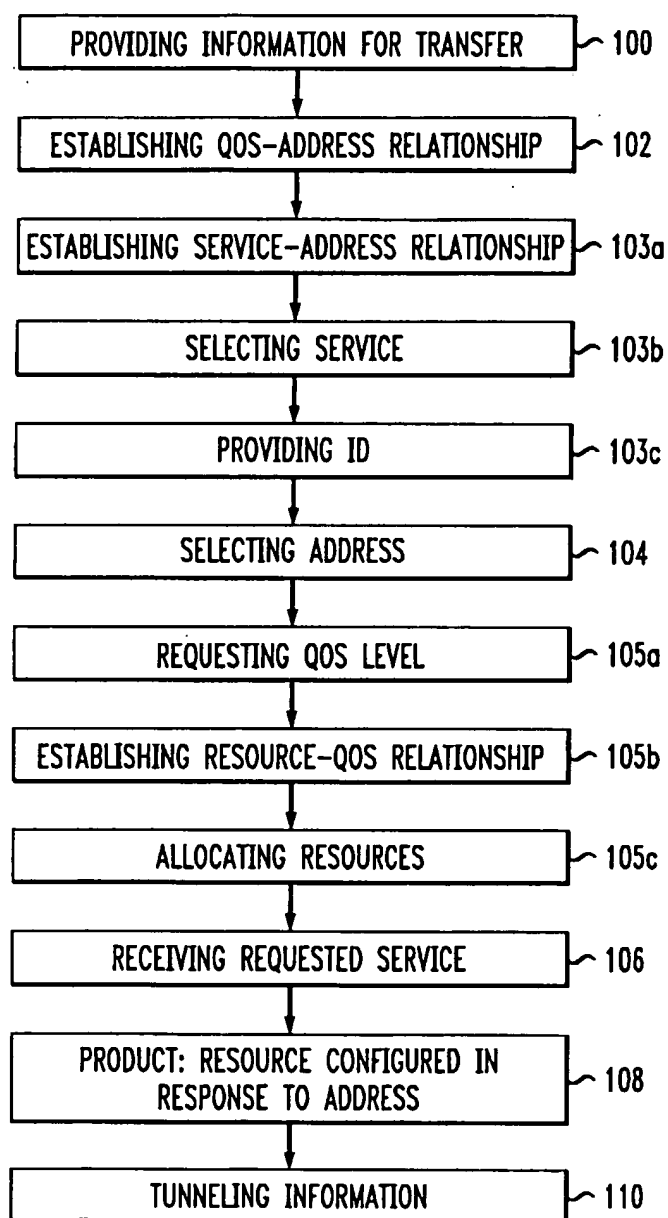 PROVIDING INFORMATION FOR TRANSFER 100
ESTABLISHING QOS-ADDRESS RELATIONSHIP 102
ESTABLISHING SERVICE-ADDRESS RELATIONSHIP 103a
SELECTING SERVICE 103b
PROVIDING ID 103c
SELECTING ADDRESS 104
REQUESTING QOS LEVEL 105a
ESTABLISHING RESOURCE-QOS RELATIONSHIP 105b
ALLOCATING RESOURCES 105c
RECEIVING REQUESTED SERVICE 106
PRODUCT: RESOURCE CONFIGURED IN
RESPONSE TO ADDRESS 108
TUNNELING INFORMATION 110